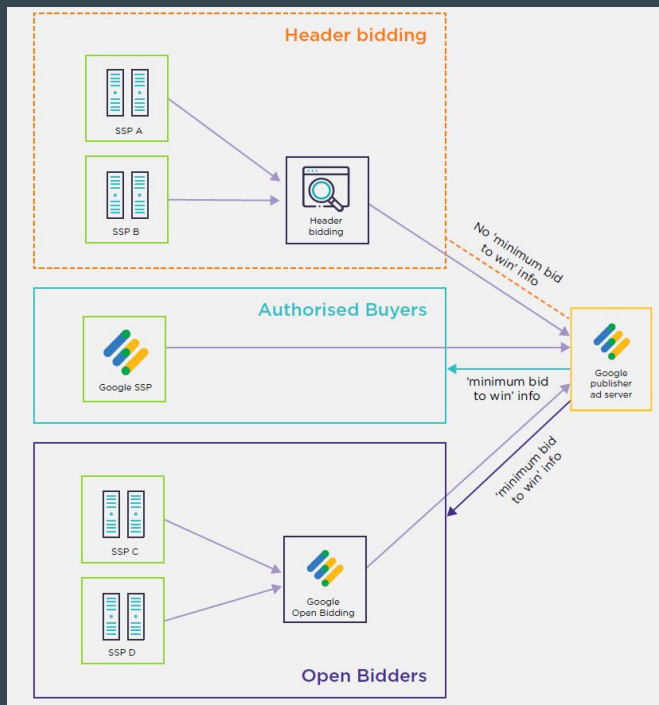 Header bidding
SSP A
SSP B
Header
bidding
No 'minimum bid
to win' info
Authorised Buyers
Google SSP
Google
publisher
ad server
'minimum bid
to win' info
'minimum bid
to win' info
SSP C
SSP D
Google
Open Bidding
Open Bidders